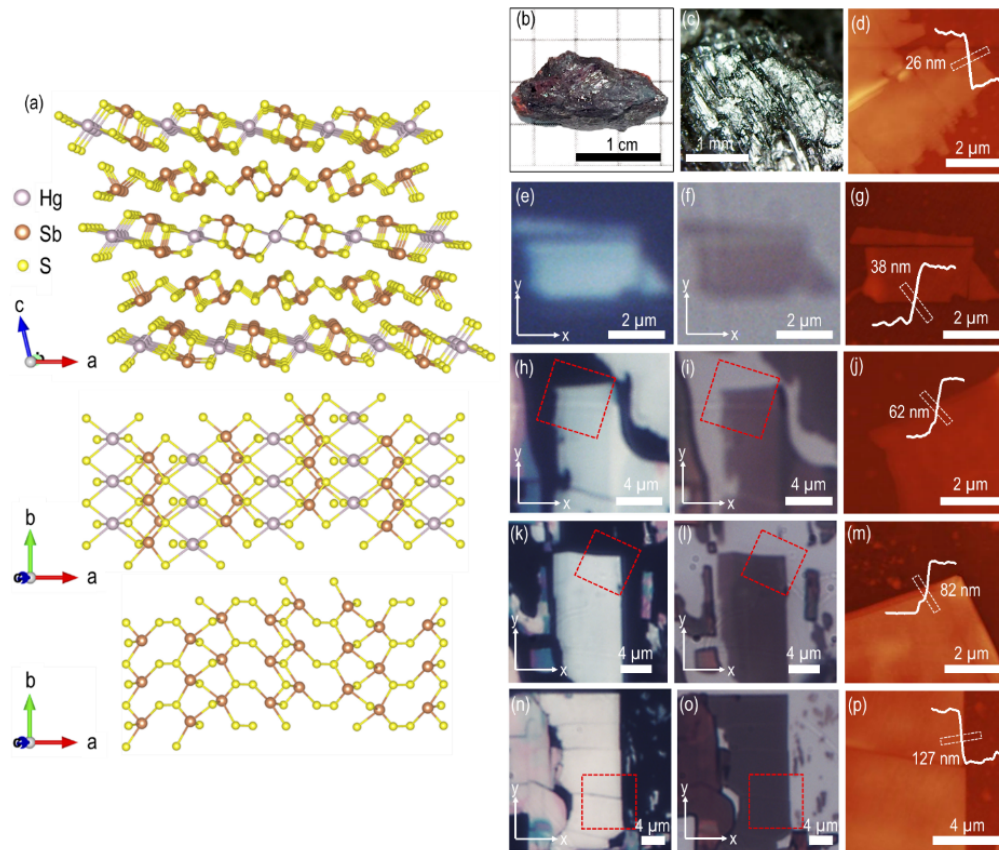 (a)
Hg
Sb
S
c
a
b
a
b
a
(b)
1 cm
(c)
1 mm
(d)
26 nm
2 μm
(e)
y
x
2 μm
(f)
y
x
2 μm
(g)
38 nm
2 μm
(h)
y
x
4 μm
(i)
y
x
4 μm
(j)
62 nm
2 μm
(k)
y
x
4 μm
(l)
y
x
4 μm
(m)
82 nm
2 μm
(n)
y
x
4 μm
(o)
y
x
4 μm
(p)
127 nm
4 μm